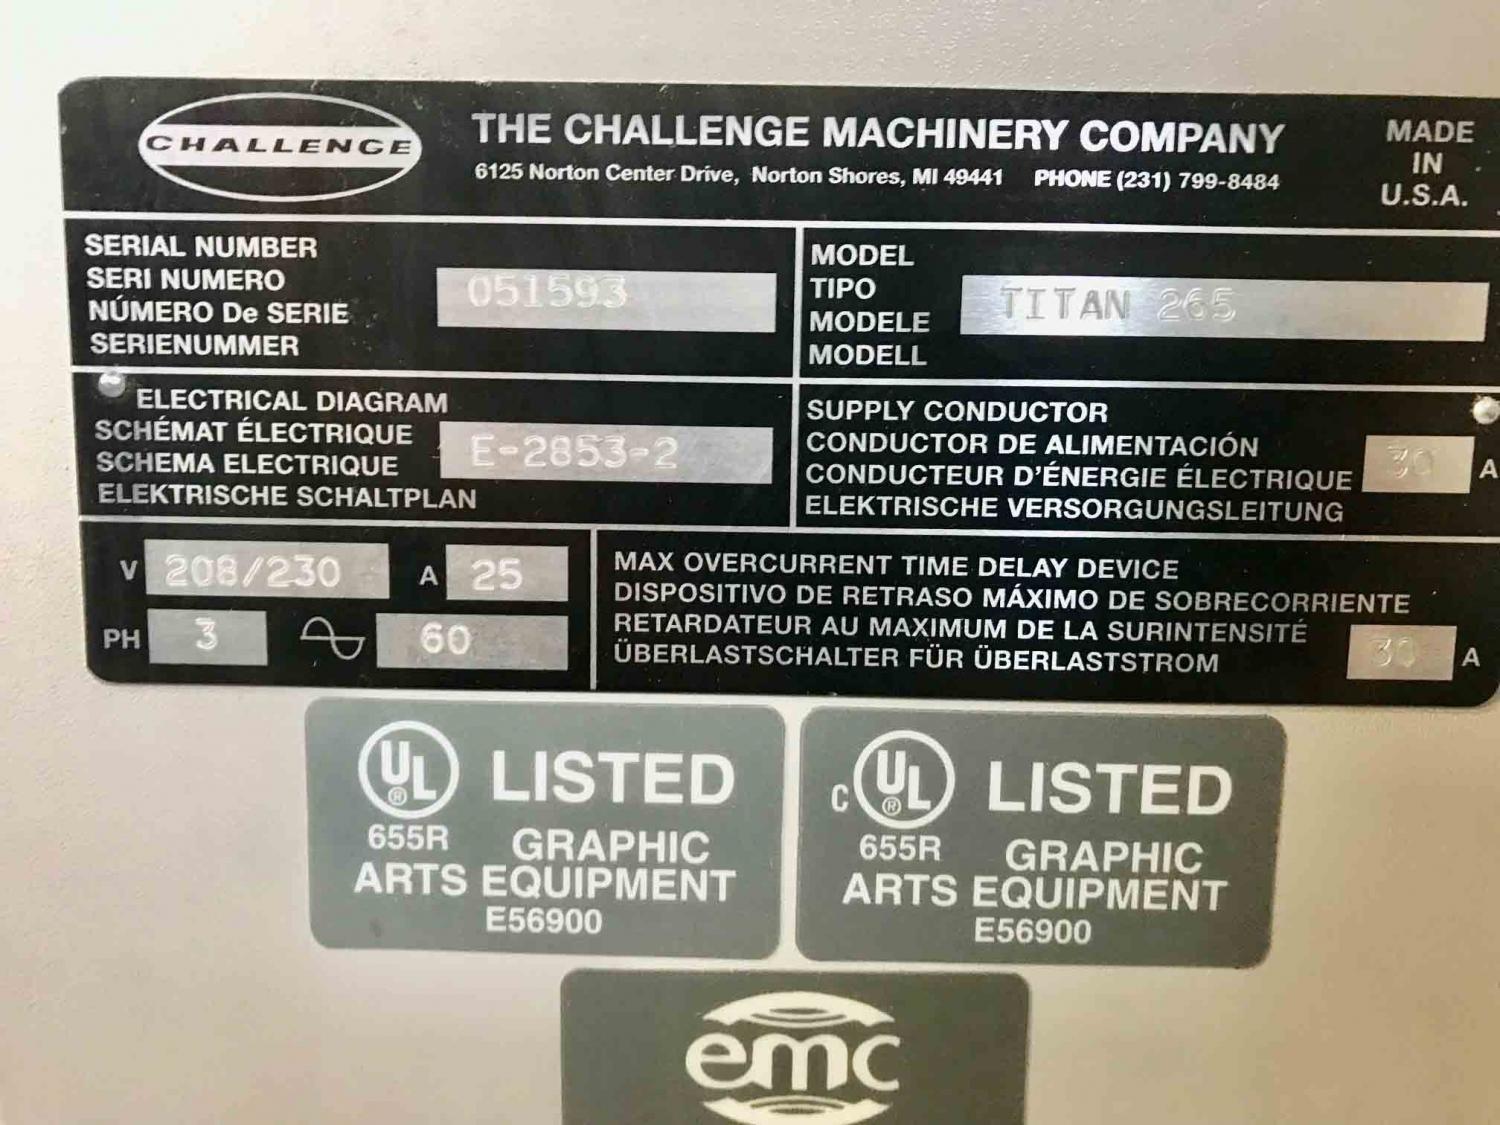 CHALLENGE
THE CHALLENGE MACHINERY COMPANY
6125 Norton Center Drive, Norton Shores, MI 49441 PHONE (231) 799-8484
MADE
IN
U.S.A.
SERIAL NUMBER
SERI NUMERO
NÚMERO De SERIE
SERIENUMMER
051593
MODEL
TIPO
MODELE
MODELL
TITAN 265
ELECTRICAL DIAGRAM
SCHÉMAT ÉLECTRIQUE
SCHEMA ELECTRIQUE
ELEKTRISCHE SCHALTPLAN
E-2853-2
SUPPLY CONDUCTOR
CONDUCTOR DE ALIMENTACIÓN
CONDUCTEUR D'ÉNERGIE ÉLECTRIQUE
ELEKTRISCHE VERSORGUNGSLEITUNG
30 A
V 208/230 A 25
PH 3 60
MAX OVERCURRENT TIME DELAY DEVICE
DISPOSITIVO DE RETRASO MÁXIMO DE SOBRECORRIENTE
RETARDATEUR AU MAXIMUM DE LA SURINTENSITÉ
ÜBERLASTSCHALTER FÜR ÜBERLASTSTROM
30 A
UL LISTED
655R GRAPHIC
ARTS EQUIPMENT
E56900
C UL LISTED
655R GRAPHIC
ARTS EQUIPMENT
E56900
emc